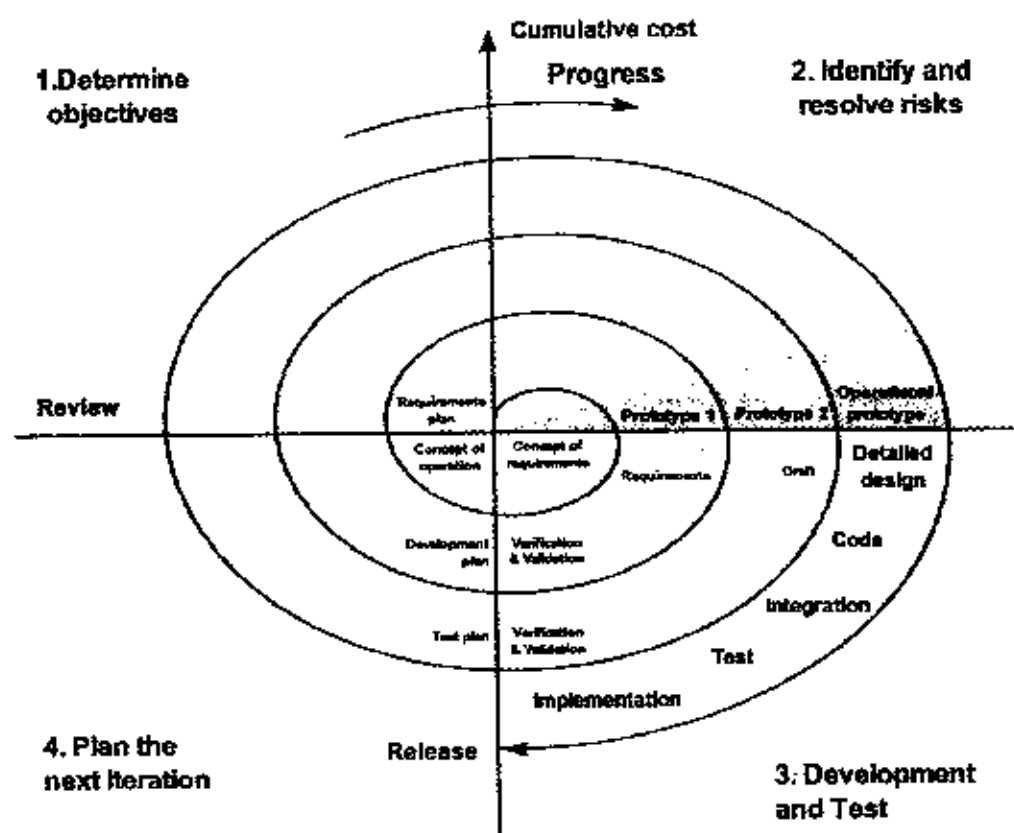 Cumulative cost
Progress
1.Determine
objectives
2. Identify and
resolve risks
Review
Requirements
plan
Prototype 1
Prototype 2
Operational
prototype
Concept of
operation
Concept of
requirements
Requirements
Draft
Detailed
design
Code
Development
plan
Verification
& Validation
Integration
Test plan
Verification
& Validation
Test
Implementation
4. Plan the
next iteration
Release
3. Development
and Test